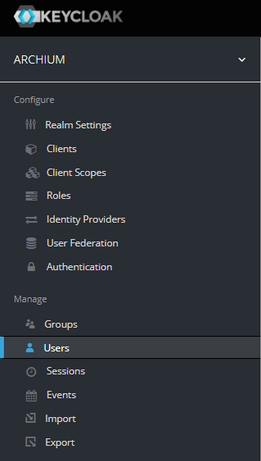 KEYCLOAK
ARCHIUM
Configure
Realm Settings
Clients
Client Scopes
Roles
Identity Providers
User Federation
Authentication
Manage
Groups
Users
Sessions
Events
Import
Export